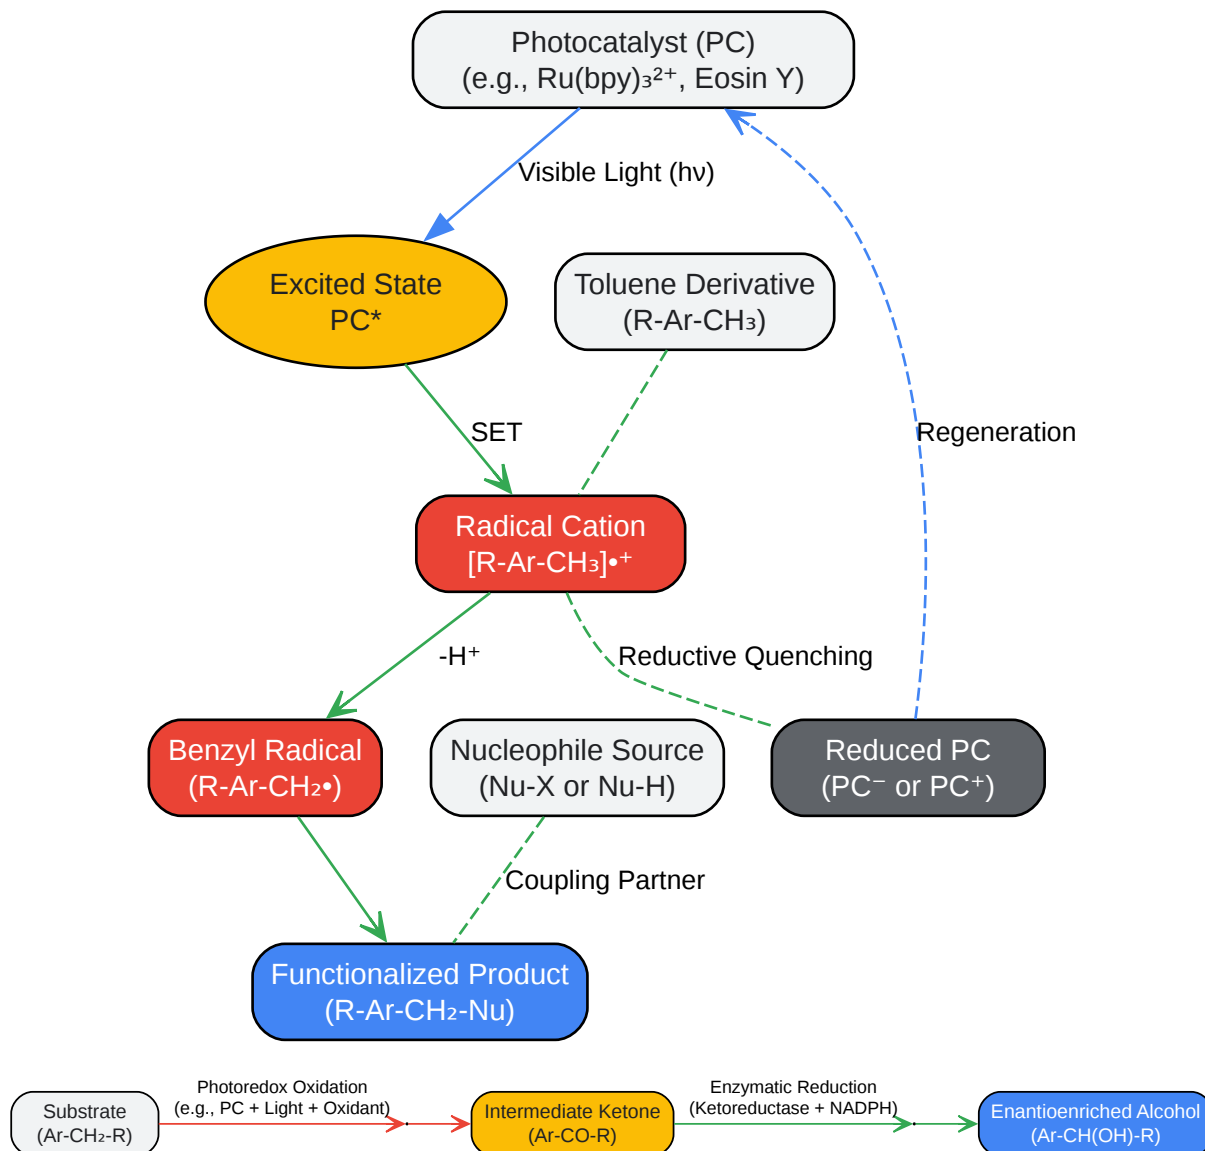 Photocatalyst (PC)
(e.g., Ru(bpy)₃²⁺, Eosin Y)
Visible Light (hν)
Excited State
PC*
Toluene Derivative
(R-Ar-CH₃)
SET
Regeneration
Radical Cation
[R-Ar-CH₃]•⁺
-H⁺
Reductive Quenching
Benzyl Radical
(R-Ar-CH₂•)
Nucleophile Source
(Nu-X or Nu-H)
Reduced PC
(PC⁻ or PC⁺)
Coupling Partner
Functionalized Product
(R-Ar-CH₂-Nu)
Substrate
(Ar-CH₂-R)
Photoredox Oxidation
(e.g., PC + Light + Oxidant)
Intermediate Ketone
(Ar-CO-R)
Enzymatic Reduction
(Ketoreductase + NADPH)
Enantioenriched Alcohol
(Ar-CH(OH)-R)